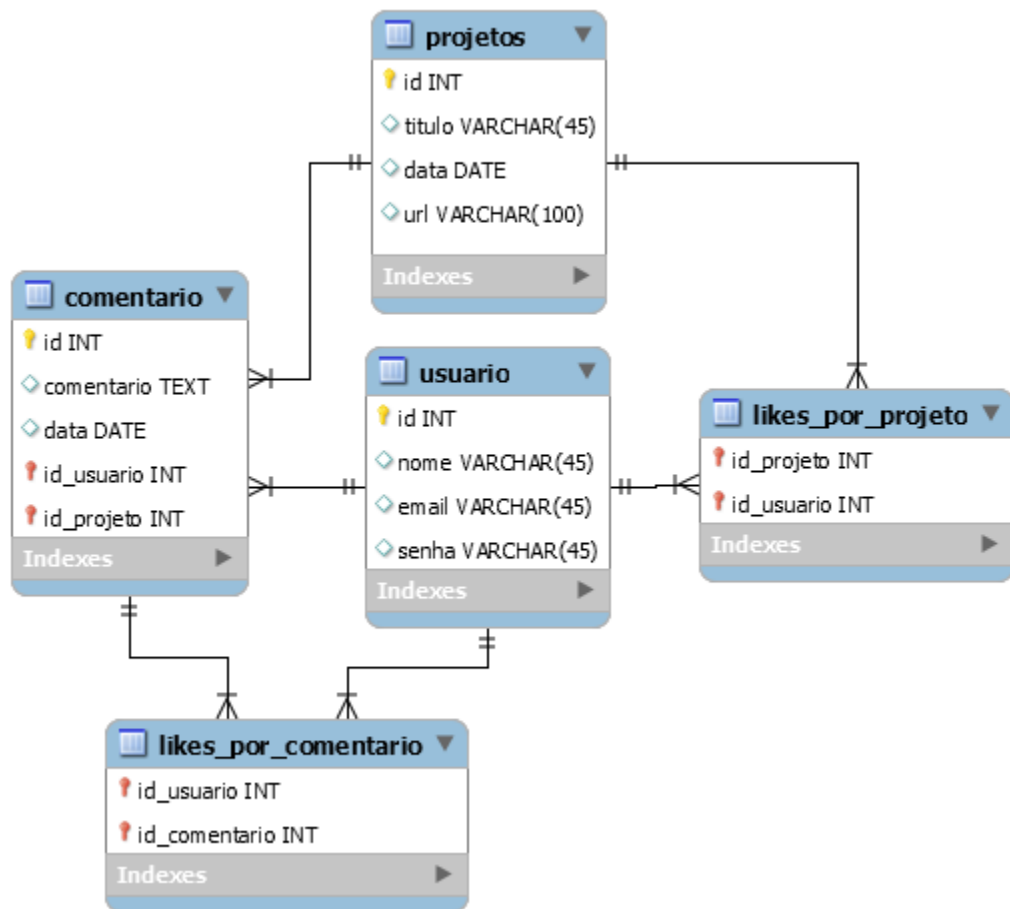 projetos
id INT
titulo VARCHAR(45)
data DATE
url VARCHAR(100)
Indexes
comentario
id INT
comentario TEXT
data DATE
id_usuario INT
id_projeto INT
Indexes
usuario
id INT
nome VARCHAR(45)
email VARCHAR(45)
senha VARCHAR(45)
Indexes
likes_por_projeto
id_projeto INT
id_usuario INT
Indexes
likes_por_comentario
id_usuario INT
id_comentario INT
Indexes